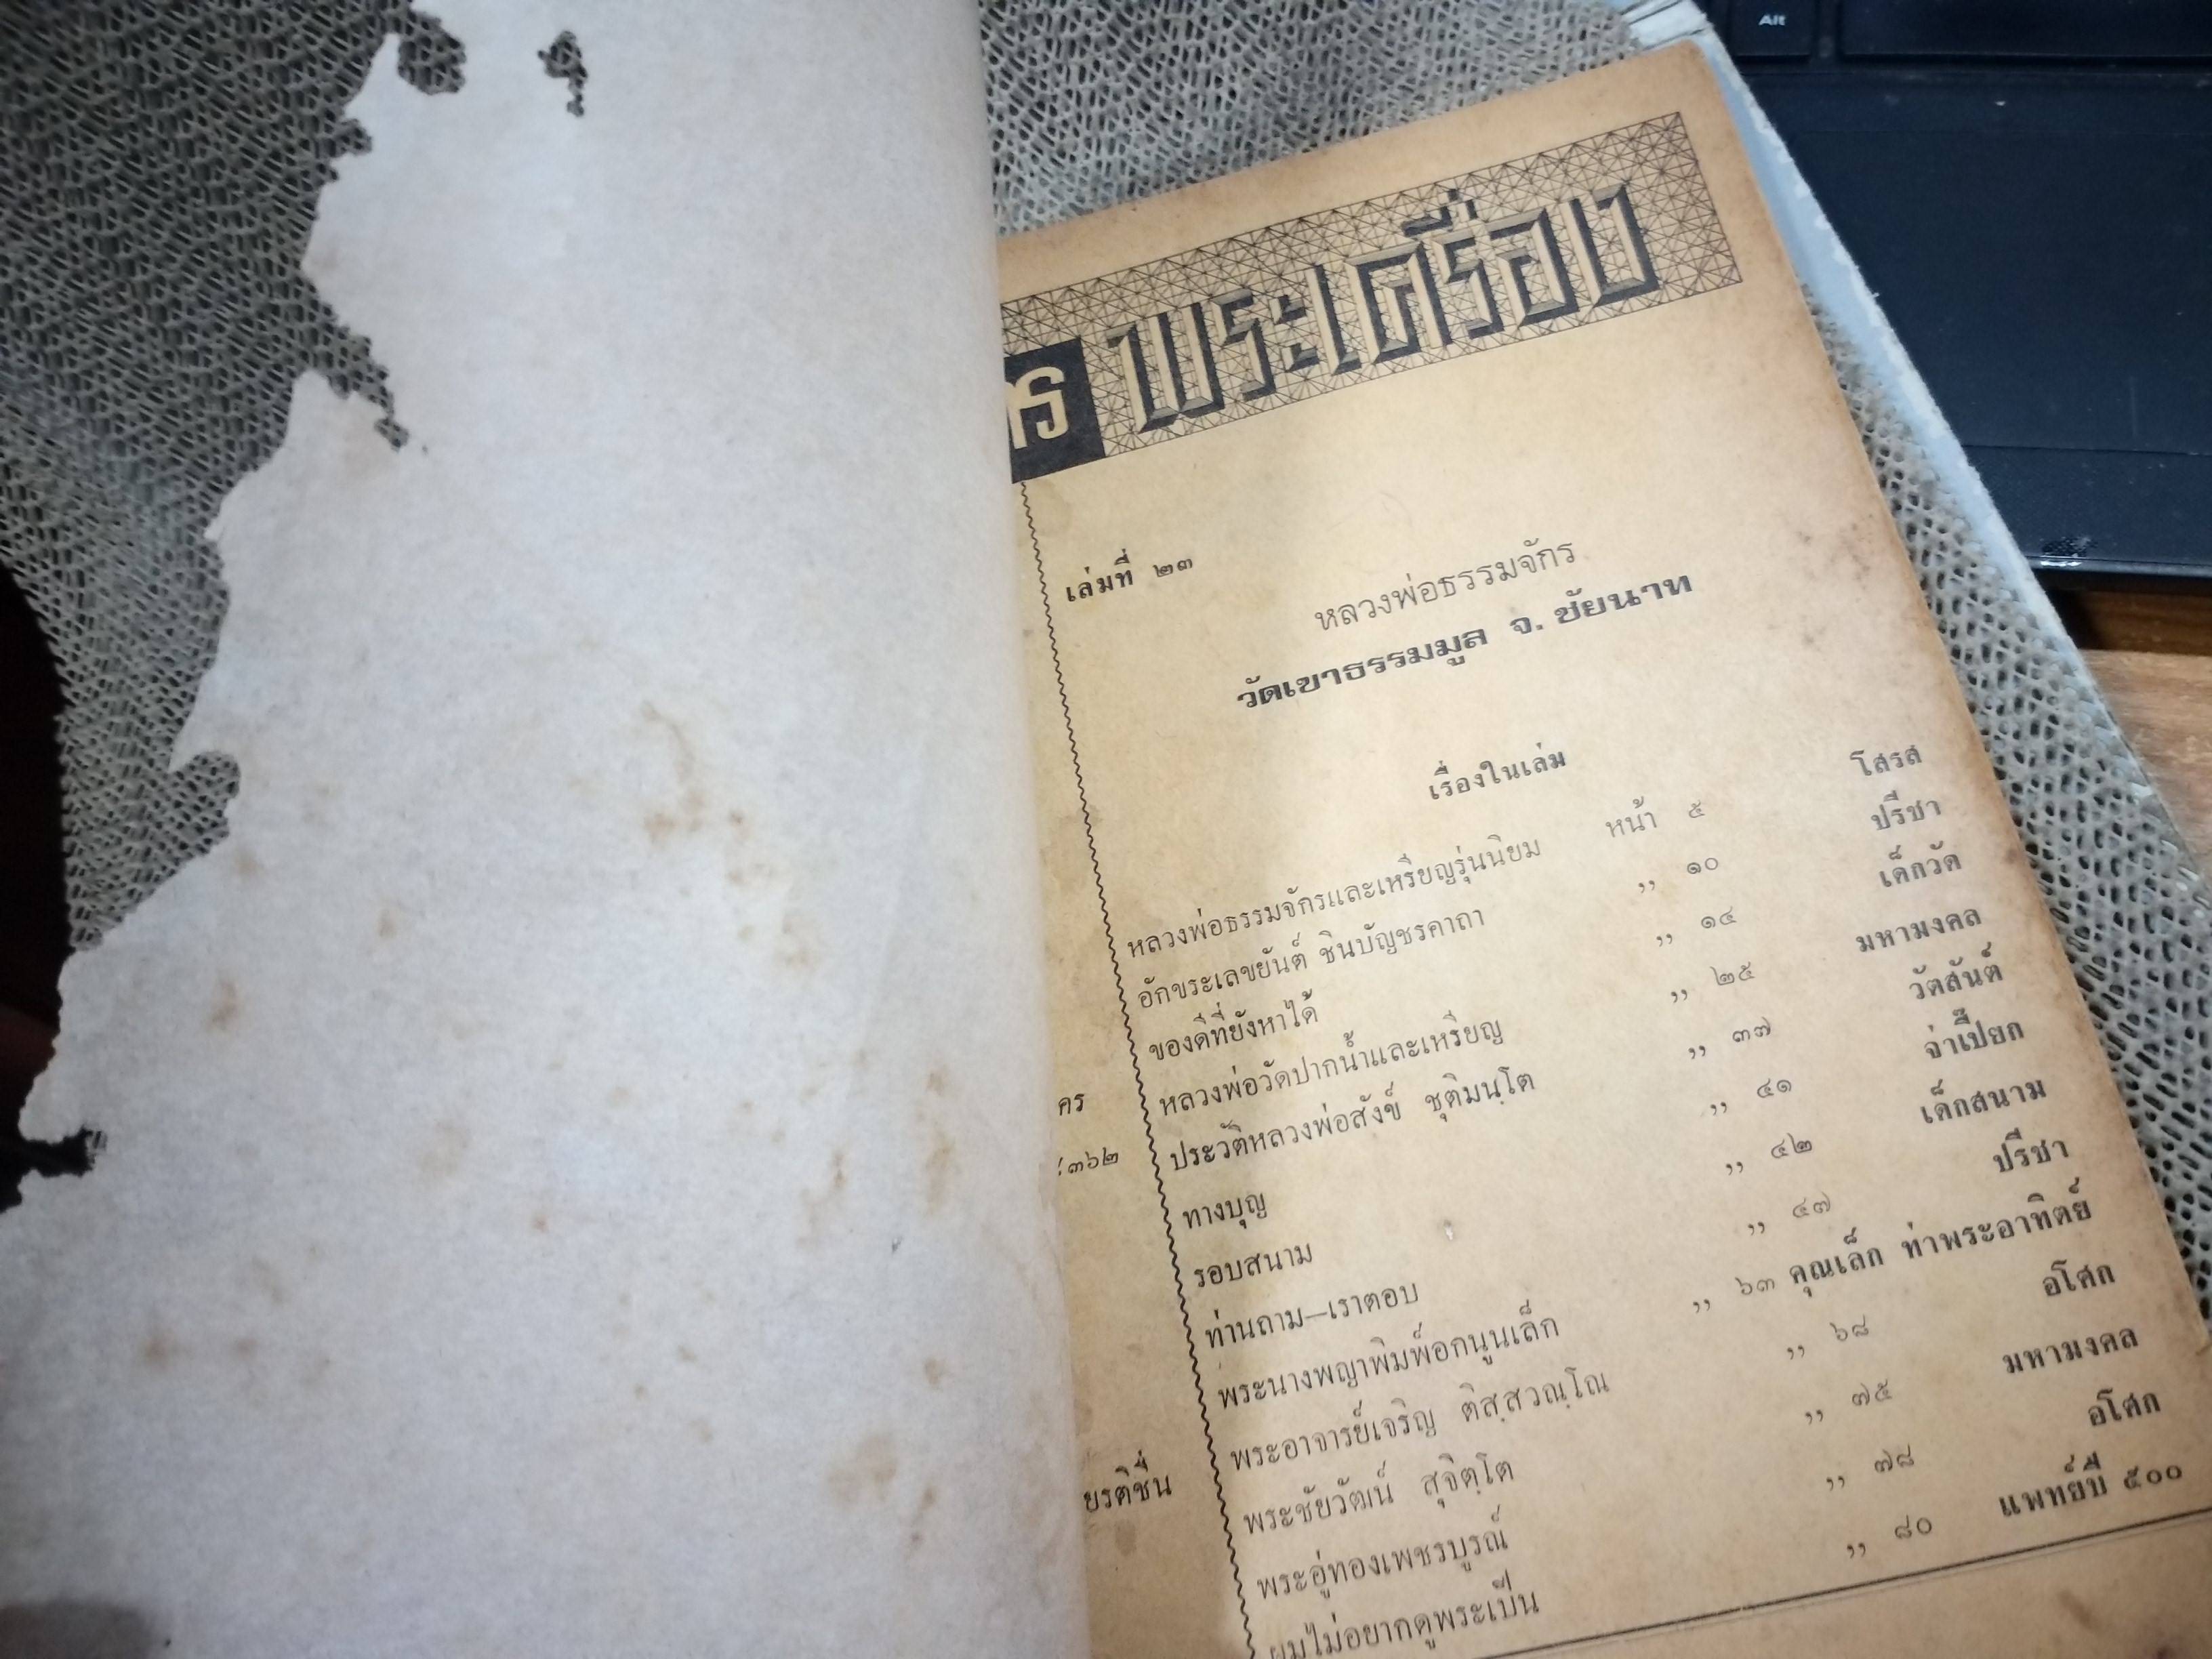 Alt
พระเครื่อง
เล่มที่ ๒๓
หลวงพ่อธรรมจักร
วัดเขาธรรมมูล จ. ชัยนาท
เรื่องในเล่ม
หลวงพ่อธรรมจักรและเหรียญรุ่นนิยม หน้า ๕ โสรส
อักขระเลขยันต์ ชินบัญชรคาถา ,, ๑๐ ปรีชา
ของดีที่ยังหาได้ ,, ๑๔ เด็กวัด
หลวงพ่อวัดปากน้ำและเหรียญ ,, ๒๕ มหามงคล
ประวัติหลวงพ่อสังข์ ชุติมนฺโต ,, ๓๗ วัตสันต์
ทางบุญ ,, ๔๑ จ่าเปี๊ยก
รอบสนาม ,, ๔๒ เด็กสนาม
ท่านถาม—เราตอบ ,, ๔๗ ปรีชา
พระนางพญาพิมพ์อกนูนเล็ก ,, ๖๓ คุณเล็ก ท่าพระอาทิตย์
พระอาจารย์เจริญ ติสฺสวณฺโณ ,, ๖๘ อโศก
พระชัยวัฒน์ สุจิตฺโต ,, ๗๕ มหามงคล
พระอู่ทองเพชรบูรณ์ ,, ๗๘ อโศก
ผมไม่อยากดูพระเป็น ,, ๘๐ แพทย์ปี ๕๐๐
คร
๓๖๒
ยรติชื่น